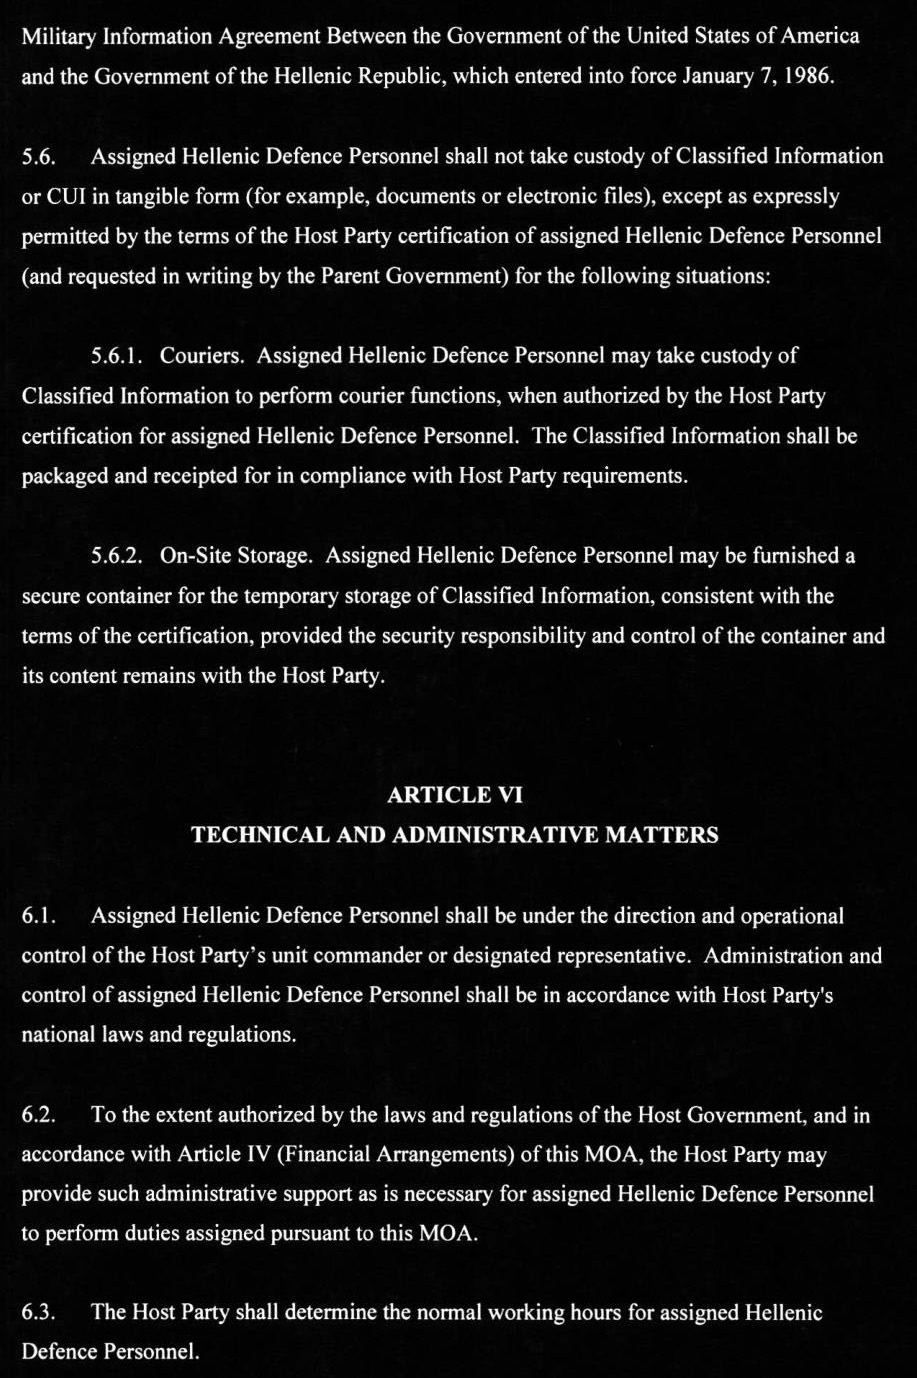 Military Information Agreement Between the Government of the United States of America
and the Government of the Hellenic Republic, which entered into force January 7, 1986.
5.6. Assigned Hellenic Defence Personnel shall not take custody of Classified Information
or CUI in tangible form (for example, documents or electronic files), except as expressly
permitted by the terms of the Host Party certification of assigned Hellenic Defence Personnel
(and requested in writing by the Parent Government) for the following situations:
5.6.1. Couriers. Assigned Hellenic Defence Personnel may take custody of
Classified Information to perform courier functions, when authorized by the Host Party
certification for assigned Hellenic Defence Personnel. The Classified Information shall be
packaged and receipted for in compliance with Host Party requirements.
5.6.2. On-Site Storage. Assigned Hellenic Defence Personnel may be furnished a
secure container for the temporary storage of Classified Information, consistent with the
terms of the certification, provided the security responsibility and control of the container and
its content remains with the Host Party.
ARTICLE VI
TECHNICAL AND ADMINISTRATIVE MATTERS
6.1. Assigned Hellenic Defence Personnel shall be under the direction and operational
control of the Host Party's unit commander or designated representative. Administration and
control of assigned Hellenic Defence Personnel shall be in accordance with Host Party's
national laws and regulations.
6.2. To the extent authorized by the laws and regulations of the Host Government, and in
accordance with Article IV (Financial Arrangements) of this MOA, the Host Party may
provide such administrative support as is necessary for assigned Hellenic Defence Personnel
to perform duties assigned pursuant to this MOA.
6.3. The Host Party shall determine the normal working hours for assigned Hellenic
Defence Personnel.